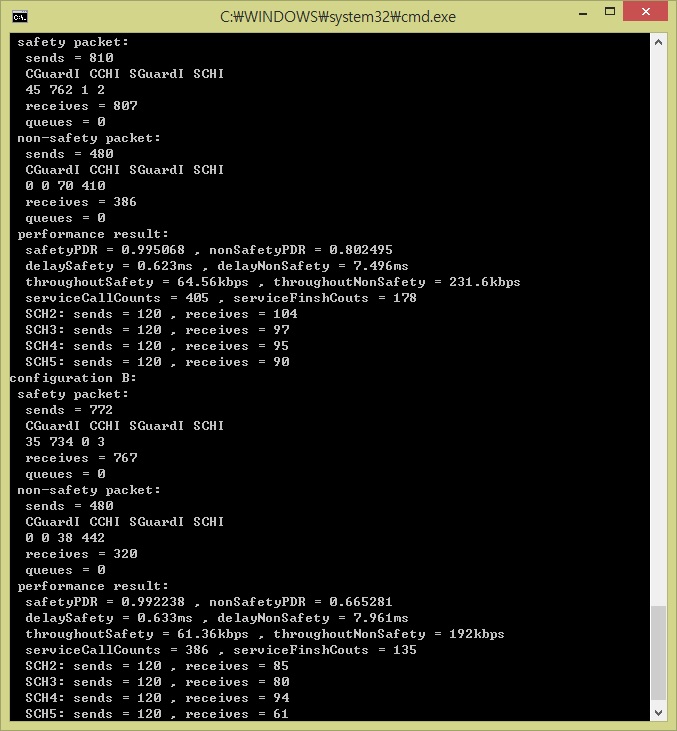 C:₩WINDOWS₩system32₩cmd.exe
safety packet:
sends = 810
CGuardI CCHI SGuardI SCHI
45 762 1 2
receives = 807
queues = 0
non-safety packet:
sends = 480
CGuardI CCHI SGuardI SCHI
0 0 70 410
receives = 386
queues = 0
performance result:
safetyPDR = 0.995068 , nonSafetyPDR = 0.802495
delaySafety = 0.623ms , delayNonSafety = 7.496ms
throughoutSafety = 64.56kbps , throughoutNonSafety = 231.6kbps
serviceCallCounts = 405 , serviceFinshCouts = 178
SCH2: sends = 120 , receives = 104
SCH3: sends = 120 , receives = 97
SCH4: sends = 120 , receives = 95
SCH5: sends = 120 , receives = 90
configuration B:
safety packet:
sends = 772
CGuardI CCHI SGuardI SCHI
35 734 0 3
receives = 767
queues = 0
non-safety packet:
sends = 480
CGuardI CCHI SGuardI SCHI
0 0 38 442
receives = 320
queues = 0
performance result:
safetyPDR = 0.992238 , nonSafetyPDR = 0.665281
delaySafety = 0.633ms , delayNonSafety = 7.961ms
throughoutSafety = 61.36kbps , throughoutNonSafety = 192kbps
serviceCallCounts = 386 , serviceFinshCouts = 135
SCH2: sends = 120 , receives = 85
SCH3: sends = 120 , receives = 80
SCH4: sends = 120 , receives = 94
SCH5: sends = 120 , receives = 61